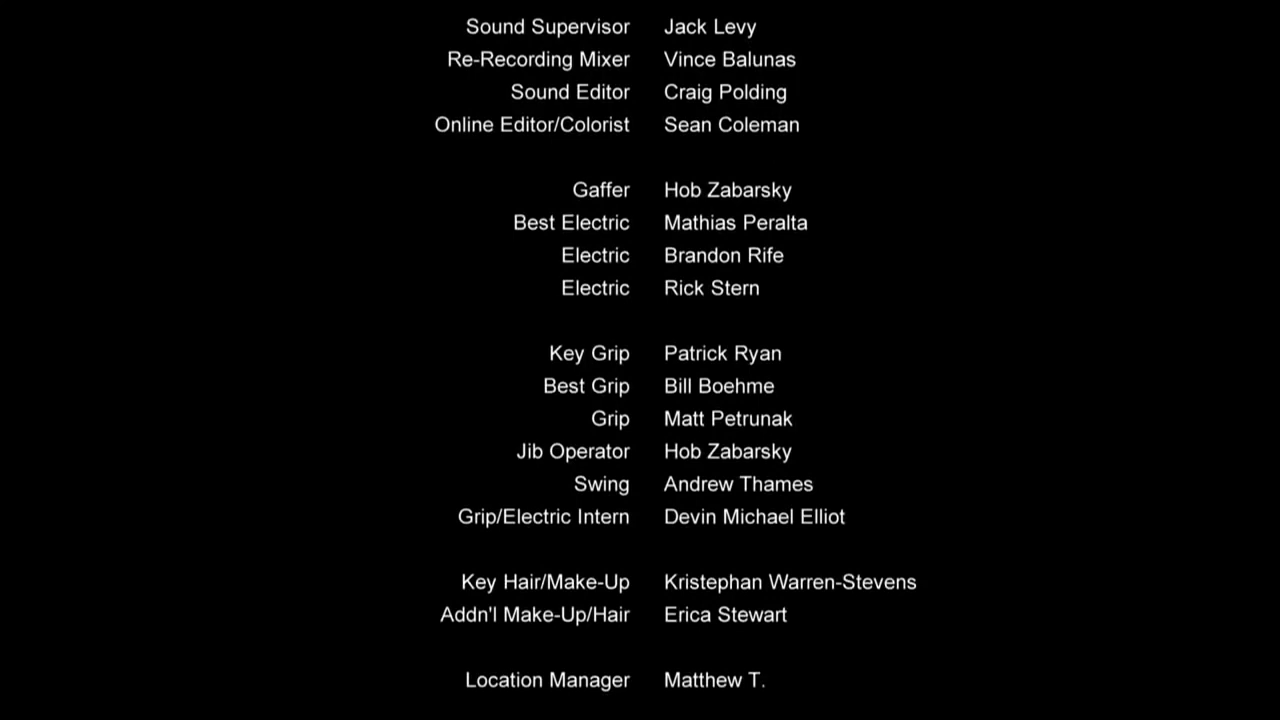 Sound Supervisor Jack Levy
Re-Recording Mixer Vince Balunas
Sound Editor Craig Polding
Online Editor/Colorist Sean Coleman
Gaffer Hob Zabarsky
Best Electric Mathias Peralta
Electric Brandon Rife
Electric Rick Stern
Key Grip Patrick Ryan
Best Grip Bill Boehme
Grip Matt Petrunak
Jib Operator Hob Zabarsky
Swing Andrew Thames
Grip/Electric Intern Devin Michael Elliot
Key Hair/Make-Up Kristephan Warren-Stevens
Addn'l Make-Up/Hair Erica Stewart
Location Manager Matthew T.